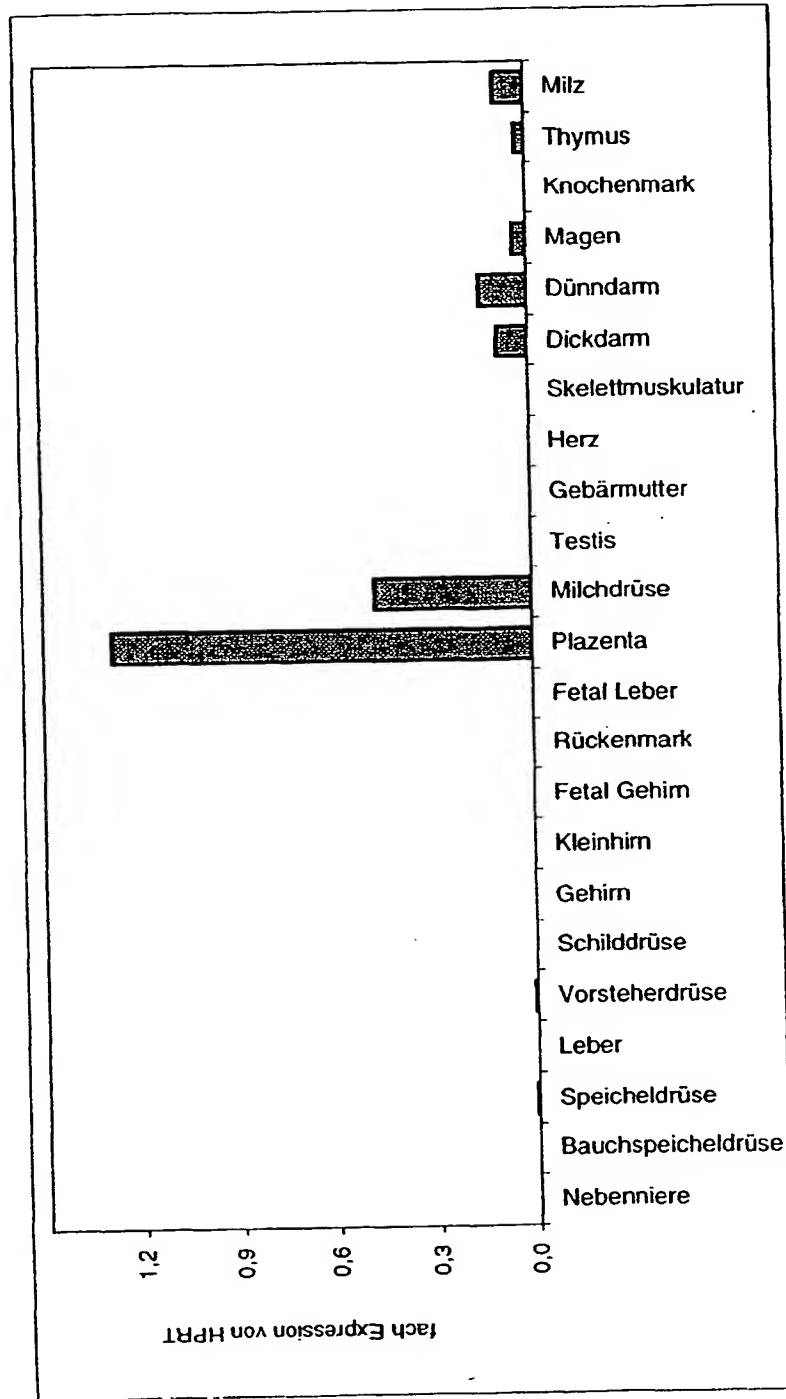 Milz
Thymus
Knochenmark
Magen
Dünndarm
Dickdarm
Skelettmuskulatur
Herz
Gebärmutter
Testis
Milchdrüse
Plazenta
Fetal Leber
Rückenmark
Fetal Gehirn
Kleinhirn
Gehirn
Schilddrüse
Vorsteherdrüse
Leber
Speicheldrüse
Bauchspeicheldrüse
Nebenniere
1,2
0,9
0,6
0,3
0,0
fach Expression von HPRT